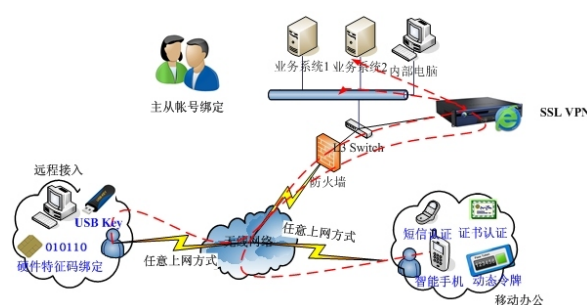 业务系统1
业务系统2
内部电脑
主从帐号绑定
SSL VPN
L3 Switch
防火墙
远程接入
USB Key
010110
硬件特征码绑定
任意上网方式
无线网络
任意上网方式
短信认证
证书认证
智能手机
动态令牌
移动办公